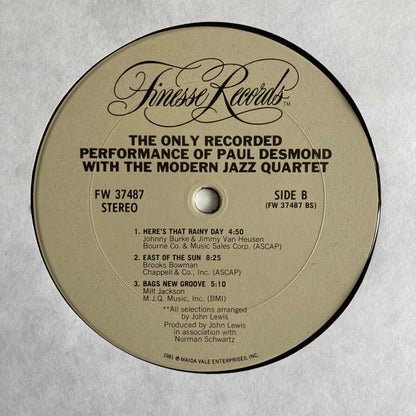 Finesse Records™
THE ONLY RECORDED
PERFORMANCE OF PAUL DESMOND
WITH THE MODERN JAZZ QUARTET
FW 37487
STEREO
SIDE B
(FW 37487 BS)
1. HERE'S THAT RAINY DAY 4:50
Johnny Burke & Jimmy Van Heusen
Bourne Co. & Music Sales Corp. (ASCAP)
2. EAST OF THE SUN 8:25
Brooks Bowman
Chappell & Co., Inc. (ASCAP)
3. BAGS NEW GROOVE 5:10
Milt Jackson
M.J.Q. Music, Inc. (BMI)
**All selections arranged
by John Lewis
Produced by John Lewis
in association with
Norman Schwartz
1981 ℗ MAIDA VALE ENTERPRISES, INC.